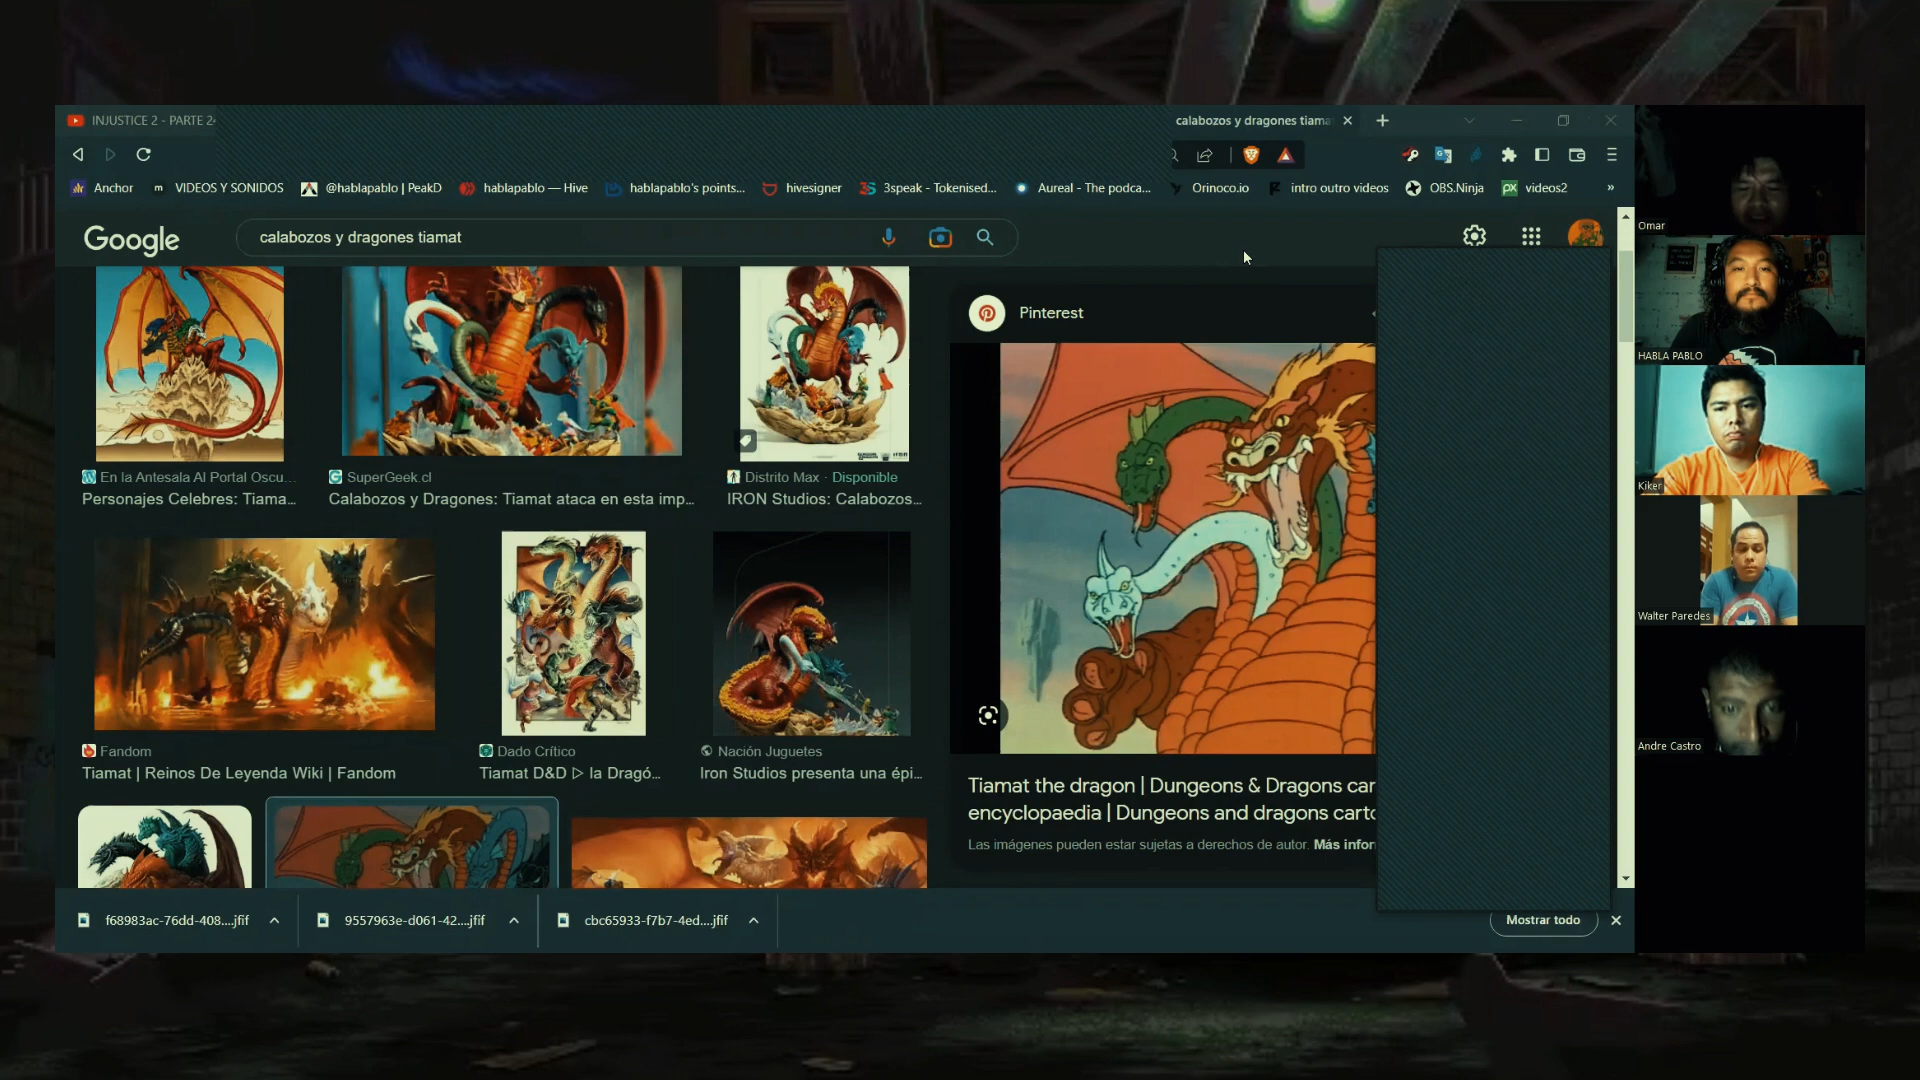 INJUSTICE 2 - PARTE 24
calabozos y dragones tiama
Anchor
VIDEOS Y SONIDOS
@hablapablo | PeakD
hablapablo — Hive
hablapablo's points...
hivesigner
3speak - Tokenised...
Aureal - The podca...
Orinoco.io
intro outro videos
OBS.Ninja
videos2
»
Google
calabozos y dragones tiamat
Omar
HABLA PABLO
Kiker
Walter Paredes
Andre Castro
Pinterest
En la Antesala Al Portal Oscu...
Personajes Celebres: Tiama...
SuperGeek.cl
Calabozos y Dragones: Tiamat ataca en esta imp...
Distrito Max · Disponible
IRON Studios: Calabozos...
Fandom
Tiamat | Reinos De Leyenda Wiki | Fandom
Dado Crítico
Tiamat D&D ▷ la Dragó...
Nación Juguetes
Iron Studios presenta una épi...
Tiamat the dragon | Dungeons & Dragons car
encyclopaedia | Dungeons and dragons carto
Las imágenes pueden estar sujetas a derechos de autor. Más infor
f68983ac-76dd-408....jfif
9557963e-d061-42....jfif
cbc65933-f7b7-4ed....jfif
Mostrar todo